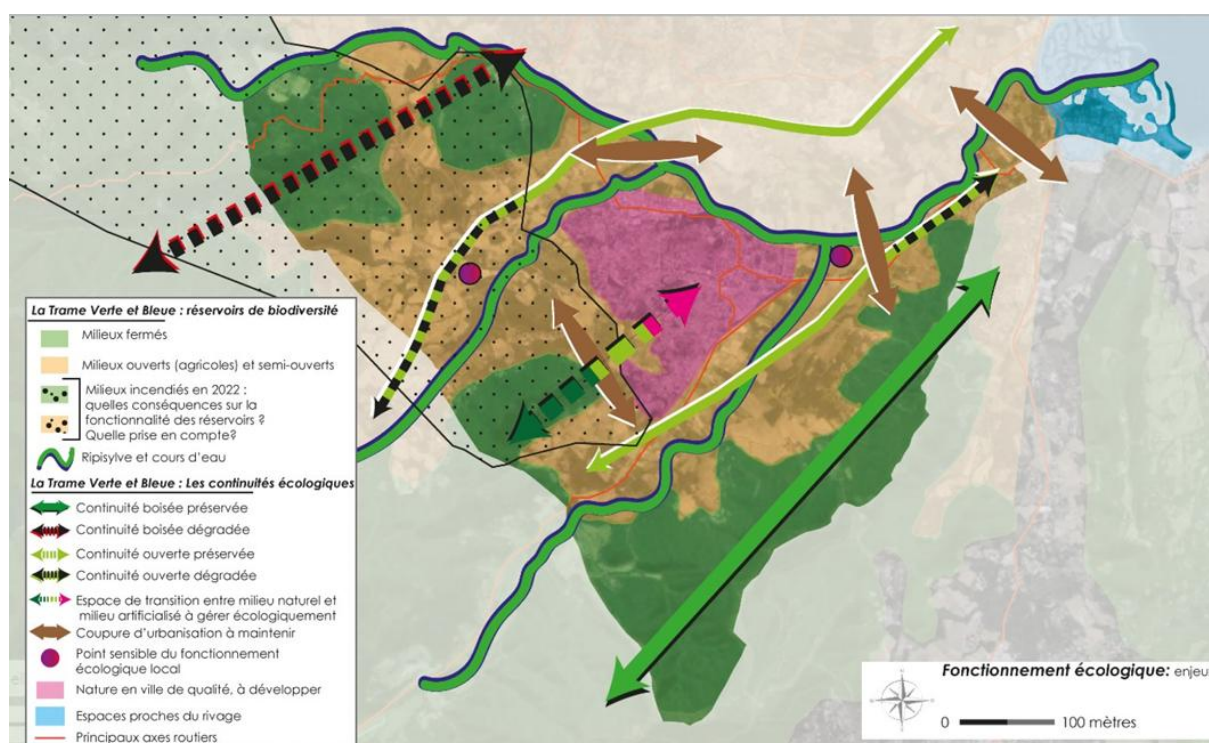 La Trame Verte et Bleue : réservoirs de biodiversité
Milieux fermés
Milieux ouverts (agricoles) et semi-ouverts
Milieux incendiés en 2022 :
quelles conséquences sur la
fonctionnalité des réservoirs ?
Quelle prise en compte?
Ripisylve et cours d'eau
La Trame Verte et Bleue : Les continuités écologiques
Continuité boisée préservée
Continuité boisée dégradée
Continuité ouverte préservée
Continuité ouverte dégradée
Espace de transition entre milieu naturel et
milieu artificialisé à gérer écologiquement
Coupure d'urbanisation à maintenir
Point sensible du fonctionnement
écologique local
Nature en ville de qualité, à développer
Espaces proches du rivage
Principaux axes routiers
Fonctionnement écologique: enjeu
0 100 mètres